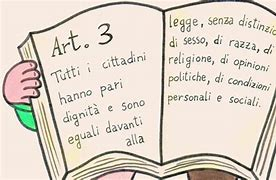 Art. 3
Tutti i cittadini
hanno pari
dignità e sono
eguali davanti
alla
legge, senza distinzio
di sesso, di razza, di
religione, di opinioni
politiche, di condizioni
personali e sociali.